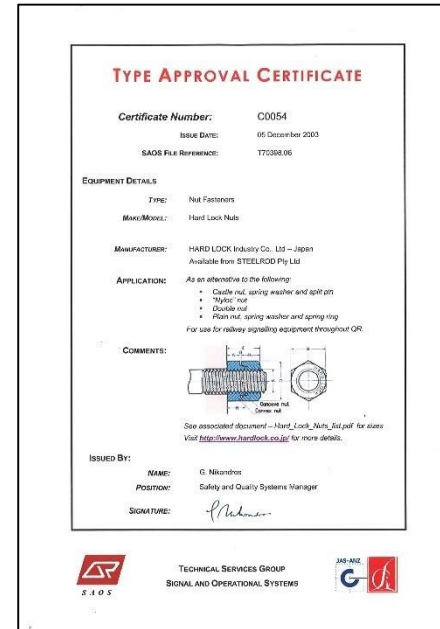 TYPE APPROVAL CERTIFICATE
Certificate Number: C0054
ISSUE DATE: 05 December 2003
SAOS FILE REFERENCE: T70398.06
EQUIPMENT DETAILS
TYPE: Nut Fasteners
MAKE/MODEL: Hard Lock Nuts
MANUFACTURER: HARD LOCK Industry Co., Ltd – Japan
Available from STEELROD Pty Ltd
APPLICATION: As an alternative to the following:
• Castle nut, spring washer and split pin
• "Nyloc" nut
• Double nut
• Plain nut, spring washer and spring ring
For use for railway signalling equipment throughout QR.
COMMENTS:
Concave nut
Convex nut
See associated document – Hard_Lock_Nuts_list.pdf for sizes
Visit http://www.hardlock.co.jp/ for more details.
ISSUED BY:
NAME: G. Nikandros
POSITION: Safety and Quality Systems Manager
SIGNATURE:
SAOS
TECHNICAL SERVICES GROUP
SIGNAL AND OPERATIONAL SYSTEMS
JAS-ANZ